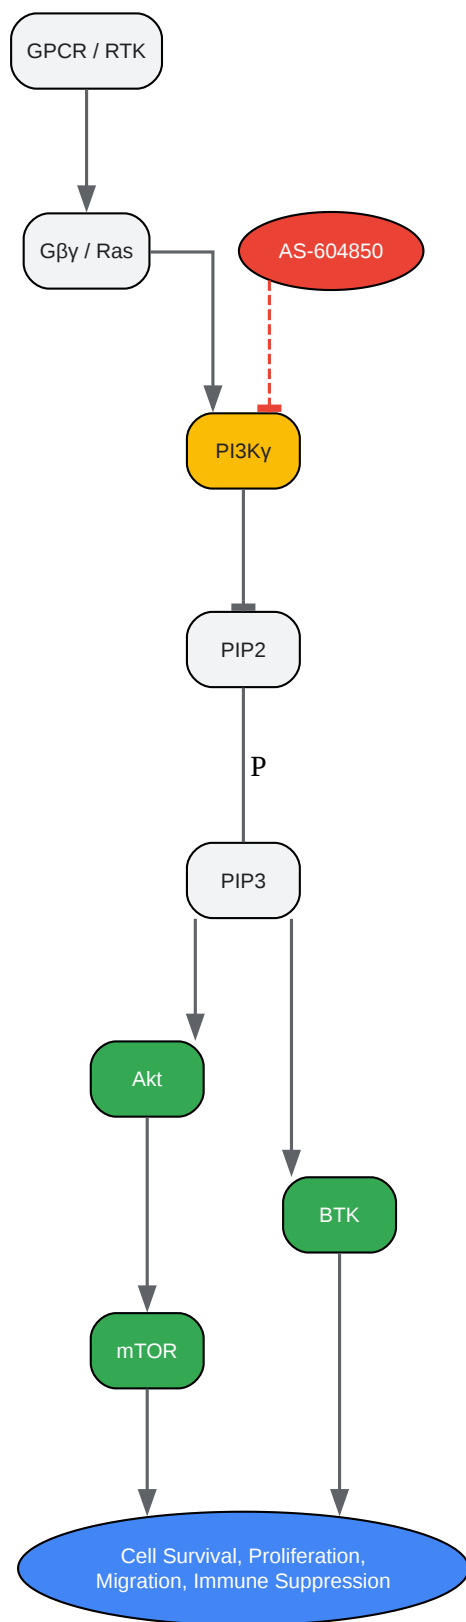 GPCR / RTK
Gβγ / Ras
AS-604850
PI3Kγ
PIP2
P
PIP3
Akt
BTK
mTOR
Cell Survival, Proliferation,
Migration, Immune Suppression